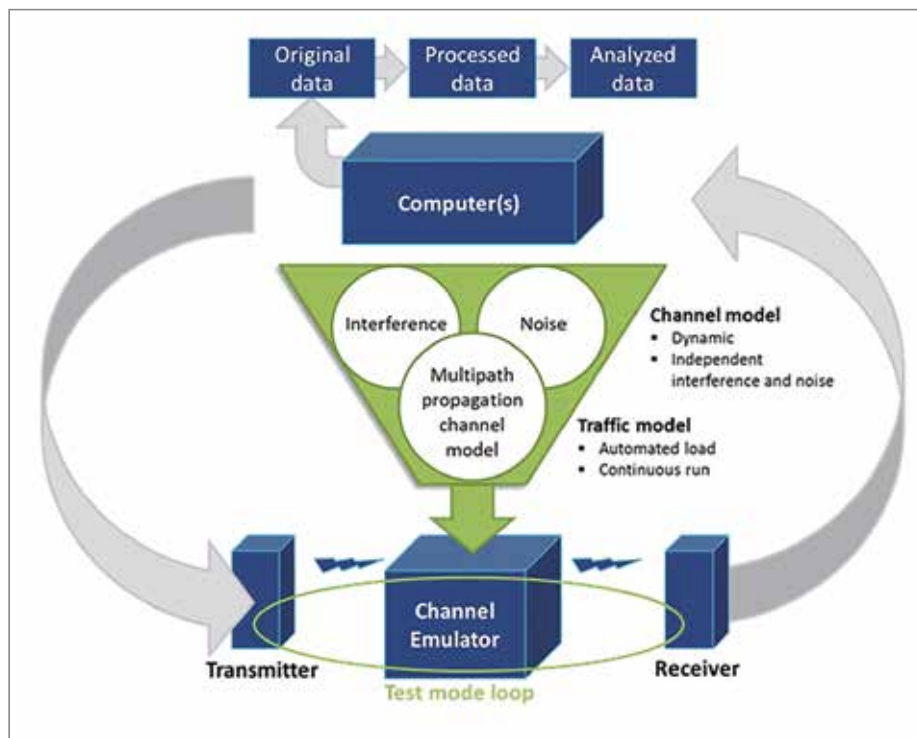 Original
data
Processed
data
Analyzed
data
Computer(s)
Interference
Noise
Multipath
propagation
channel
model
Channel model
▪ Dynamic
▪ Independent
interference and noise
Traffic model
▪ Automated load
▪ Continuous run
Channel
Emulator
Transmitter
Receiver
Test mode loop